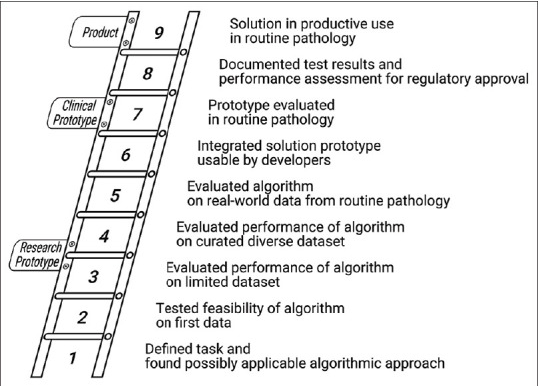 Product
9
Solution in productive use
in routine pathology
8
Documented test results and
performance assessment for regulatory approval
Clinical
Prototype
7
Prototype evaluated
in routine pathology
6
Integrated solution prototype
usable by developers
5
Evaluated algorithm
on real-world data from routine pathology
4
Evaluated performance of algorithm
on curated diverse dataset
Research
Prototype
3
Evaluated performance of algorithm
on limited dataset
2
Tested feasibility of algorithm
on first data
1
Defined task and
found possibly applicable algorithmic approach